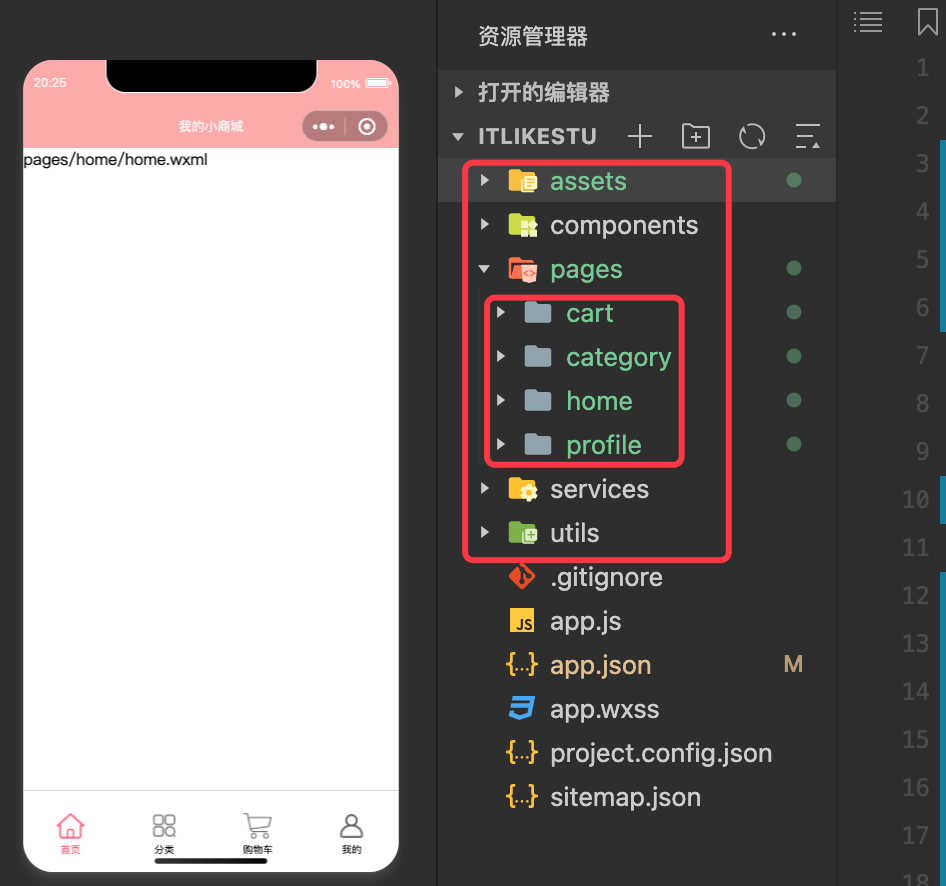 20:25
100%
我的小商城
pages/home/home.wxml
首页
分类
购物车
我的
资源管理器
打开的编辑器
ITLIKESTU
assets
components
pages
cart
category
home
profile
services
utils
.gitignore
JS app.js
{...} app.json M
app.wxss
{...} project.config.json
{...} sitemap.json
1
2
3
4
5
6
7
8
9
10
11
12
13
14
15
16
17
18